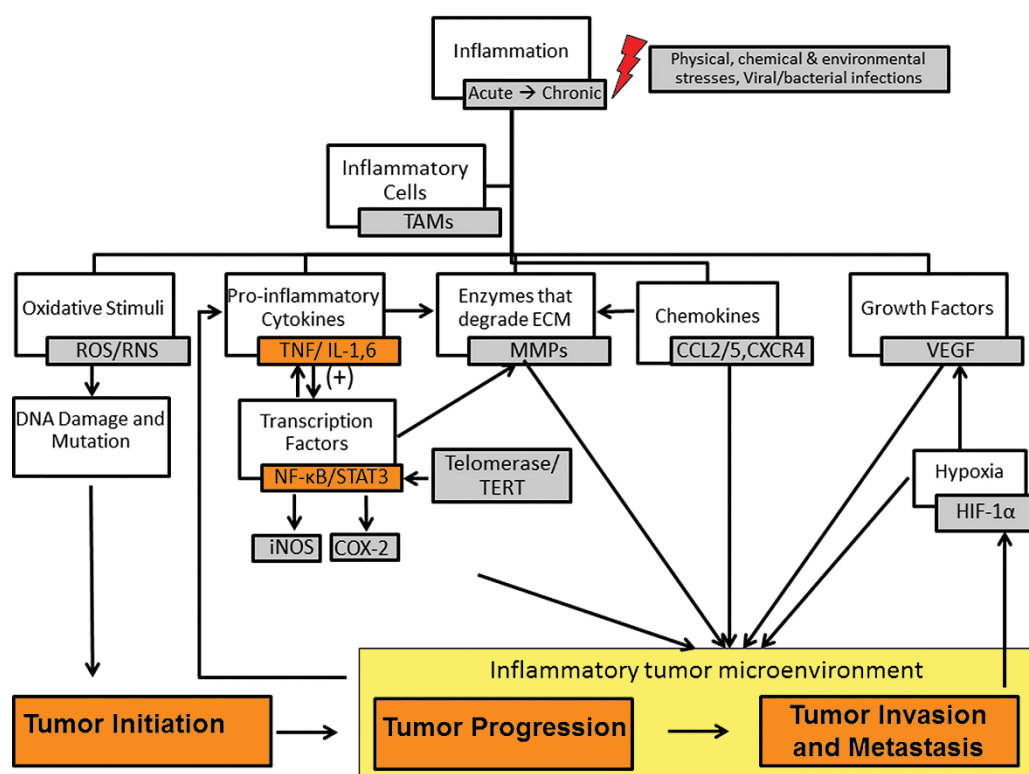 Inflammation
Acute → Chronic
Physical, chemical & environmental
stresses, Viral/bacterial infections
Inflammatory
Cells
TAMs
Oxidative Stimuli
ROS/RNS
Pro-inflammatory
Cytokines
TNF/ IL-1,6
Enzymes that
degrade ECM
MMPs
Chemokines
CCL2/5,CXCR4
Growth Factors
VEGF
(+)
DNA Damage and
Mutation
Transcription
Factors
NF-κB/STAT3
Telomerase/
TERT
Hypoxia
HIF-1α
iNOS
COX-2
Inflammatory tumor microenvironment
Tumor Initiation
Tumor Progression
Tumor Invasion
and Metastasis